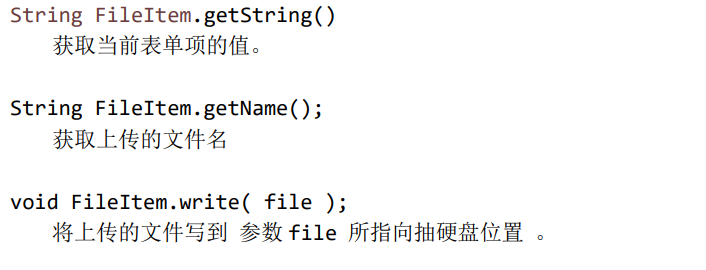 String FileItem.getString()
获取当前表单项的值。
String FileItem.getName();
获取上传的文件名
void FileItem.write( file );
将上传的文件写到 参数 file 所指向抽硬盘位置 。